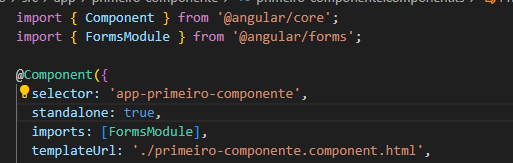 import { Component } from '@angular/core';
import { FormsModule } from '@angular/forms';
@Component({
selector: 'app-primeiro-componente',
standalone: true,
imports: [FormsModule],
templateUrl: './primeiro-componente.component.html',